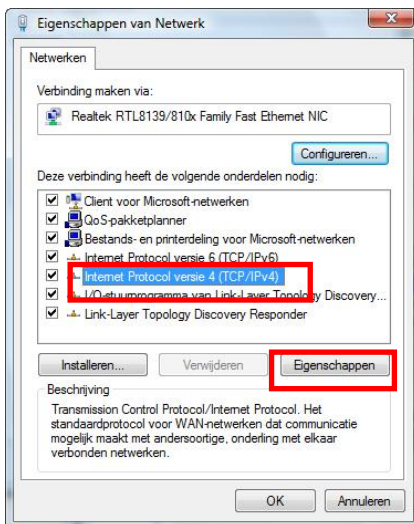 Eigenschappen van Netwerk
Netwerken
Verbinding maken via:
Realtek RTL8139/810x Family Fast Ethernet NIC
Configureren...
Deze verbinding heeft de volgende onderdelen nodig:
Client voor Microsoft-netwerken
QoS-pakketplanner
Bestands- en printerdeling voor Microsoft-netwerken
Internet Protocol versie 6 (TCP/IPv6)
Internet Protocol versie 4 (TCP/IPv4)
I/O-stuurprogramma van Link-Layer Topology Discovery...
Link-Layer Topology Discovery Responder
Installeren... Verwijderen Eigenschappen
Beschrijving
Transmission Control Protocol/Internet Protocol. Het
standaardprotocol voor WAN-netwerken dat communicatie
mogelijk maakt met andersoortige, onderling met elkaar
verbonden netwerken.
OK Annuleren